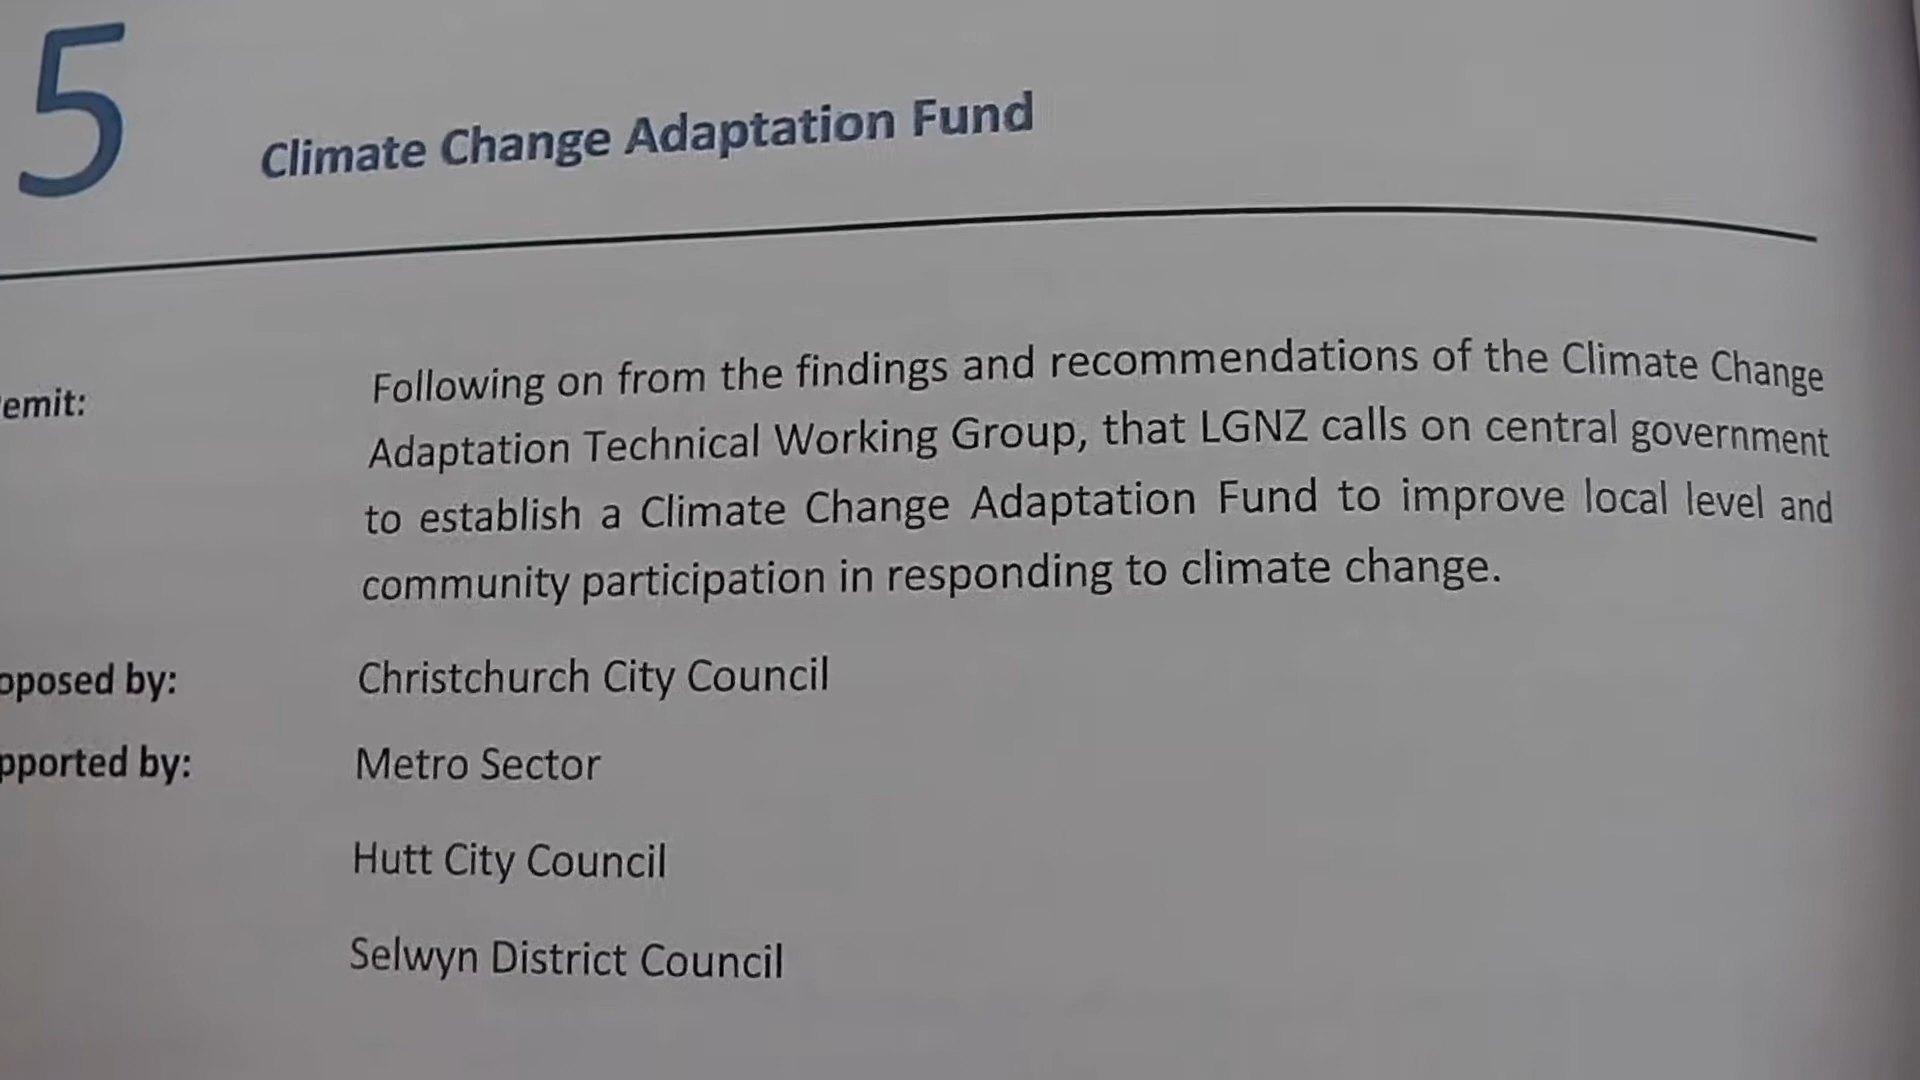 5
Climate Change Adaptation Fund
emit:
Following on from the findings and recommendations of the Climate Change
Adaptation Technical Working Group, that LGNZ calls on central government
to establish a Climate Change Adaptation Fund to improve local level and
community participation in responding to climate change.
oposed by:
Christchurch City Council
pported by:
Metro Sector
Hutt City Council
Selwyn District Council